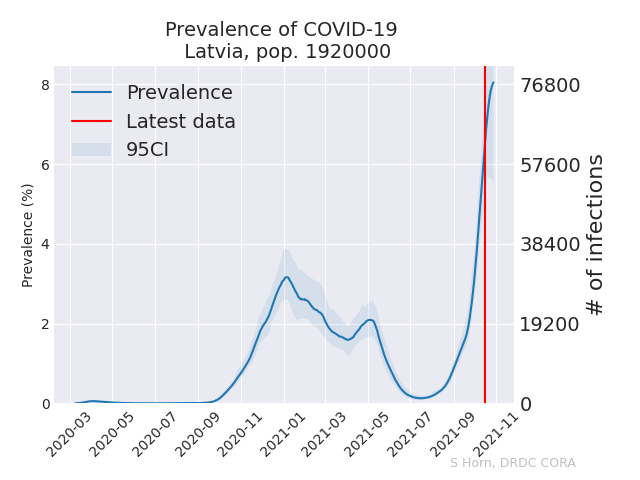 Prevalence of COVID-19
Latvia, pop. 1920000
Prevalence
Latest data
95CI
8
6
4
2
0
Prevalence (%)
76800
57600
38400
19200
0
# of infections
2020-03
2020-05
2020-07
2020-09
2020-11
2021-01
2021-03
2021-05
2021-07
2021-09
2021-11
S Horn, DRDC CORA